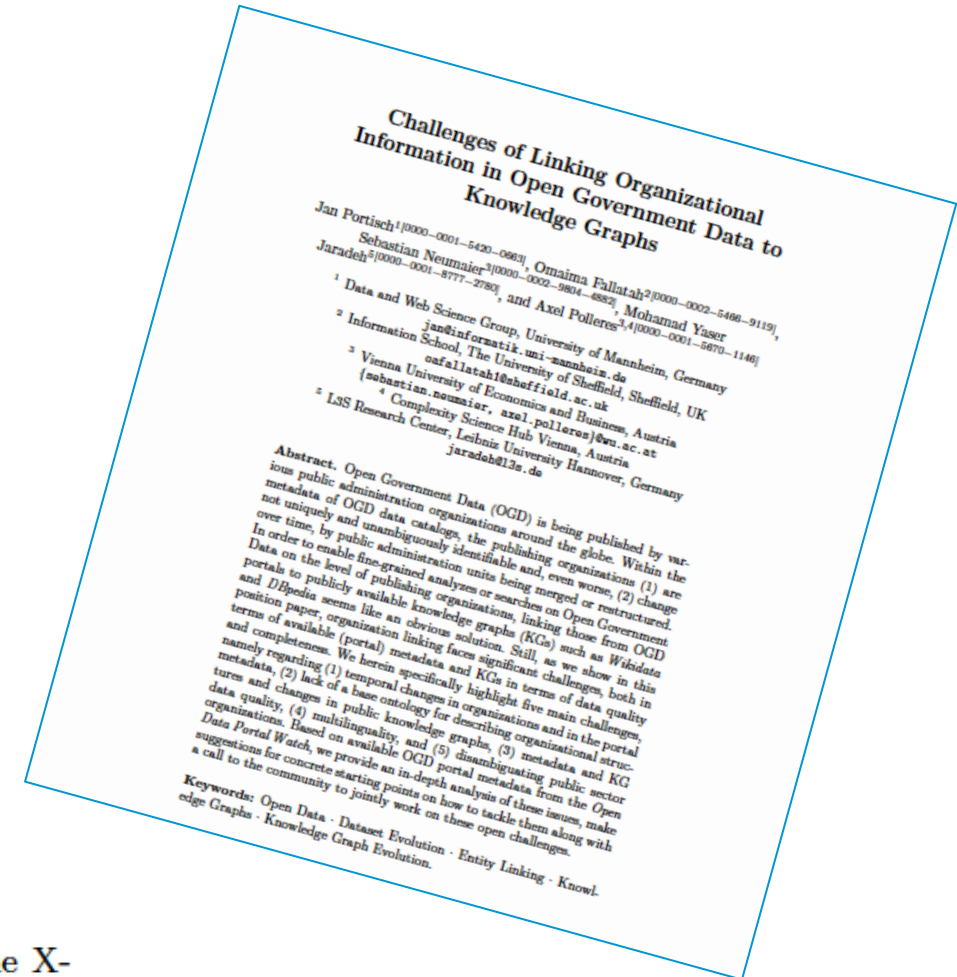 Challenges of Linking Organizational
Information in Open Government Data to
Knowledge Graphs
Jan Portisch1[0000−0001−5420−0663], Omaima Fallatah2[0000−0002−5466−9119],
Sebastian Neumaier3[0000−0002−9804−4882], Mohamad Yaser
Jaradeh5[0000−0001−8777−2780], and Axel Polleres3,4[0000−0001−5670−1146]
1 Data and Web Science Group, University of Mannheim, Germany
jan@informatik.uni-mannheim.de
2 Information School, The University of Sheffield, Sheffield, UK
oafallatah1@sheffield.ac.uk
3 Vienna University of Economics and Business, Austria
{sebastian.neumaier, axel.polleres}@wu.ac.at
4 Complexity Science Hub Vienna, Austria
5 L3S Research Center, Leibniz University Hannover, Germany
jaradeh@l3s.de
Abstract. Open Government Data (OGD) is being published by var-
ious public administration organizations around the globe. Within the
metadata of OGD data catalogs, the publishing organizations (1) are
not uniquely and unambiguously identifiable and, even worse, (2) change
over time, by public administration units being merged or restructured.
In order to enable fine-grained analyzes or searches on Open Government
Data on the level of publishing organizations, linking those from OGD
portals to publicly available knowledge graphs (KGs) such as Wikidata
and DBpedia seems like an obvious solution. Still, as we show in this
position paper, organization linking faces significant challenges, both in
terms of available (portal) metadata and KGs in terms of data quality
and completeness. We herein specifically highlight five main challenges,
namely regarding (1) temporal changes in organizations and in the portal
metadata, (2) lack of a base ontology for describing organizational struc-
tures and changes in public knowledge graphs, (3) metadata and KG
data quality, (4) multilinguality, and (5) disambiguating public sector
organizations. Based on available OGD portal metadata from the Open
Data Portal Watch, we provide an in-depth analysis of these issues, make
suggestions for concrete starting points on how to tackle them along with
a call to the community to jointly work on these open challenges.
Keywords: Open Data · Dataset Evolution · Entity Linking · Knowl-
edge Graphs · Knowledge Graph Evolution.
e X-